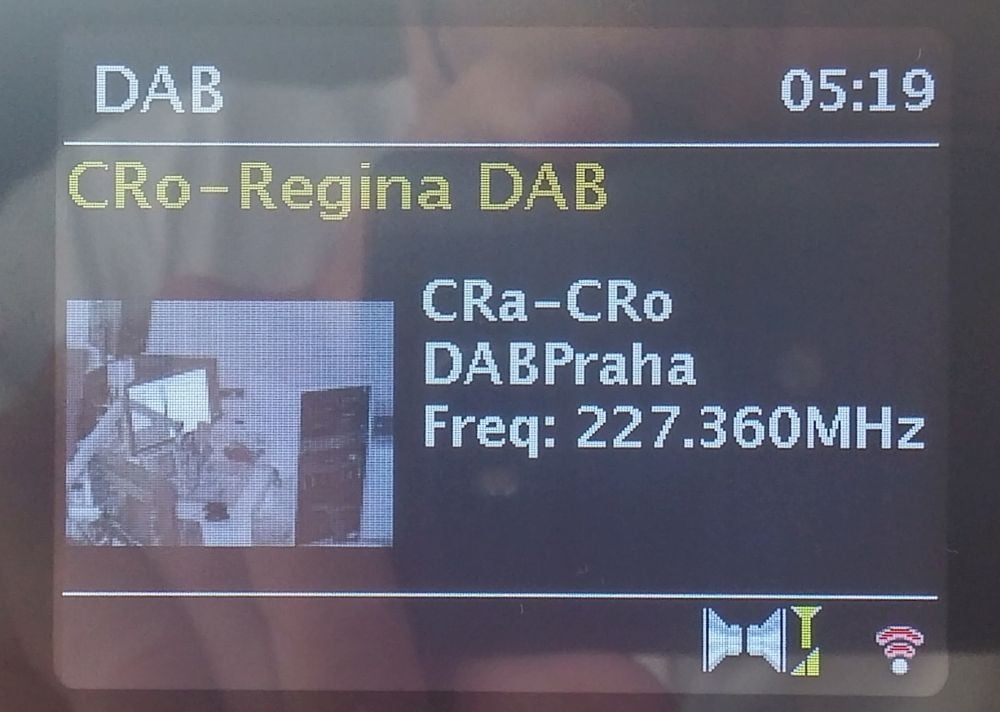 DAB
05:19
CRo-Regina DAB
CRa-CRo
DABPraha
Freq: 227.360MHz